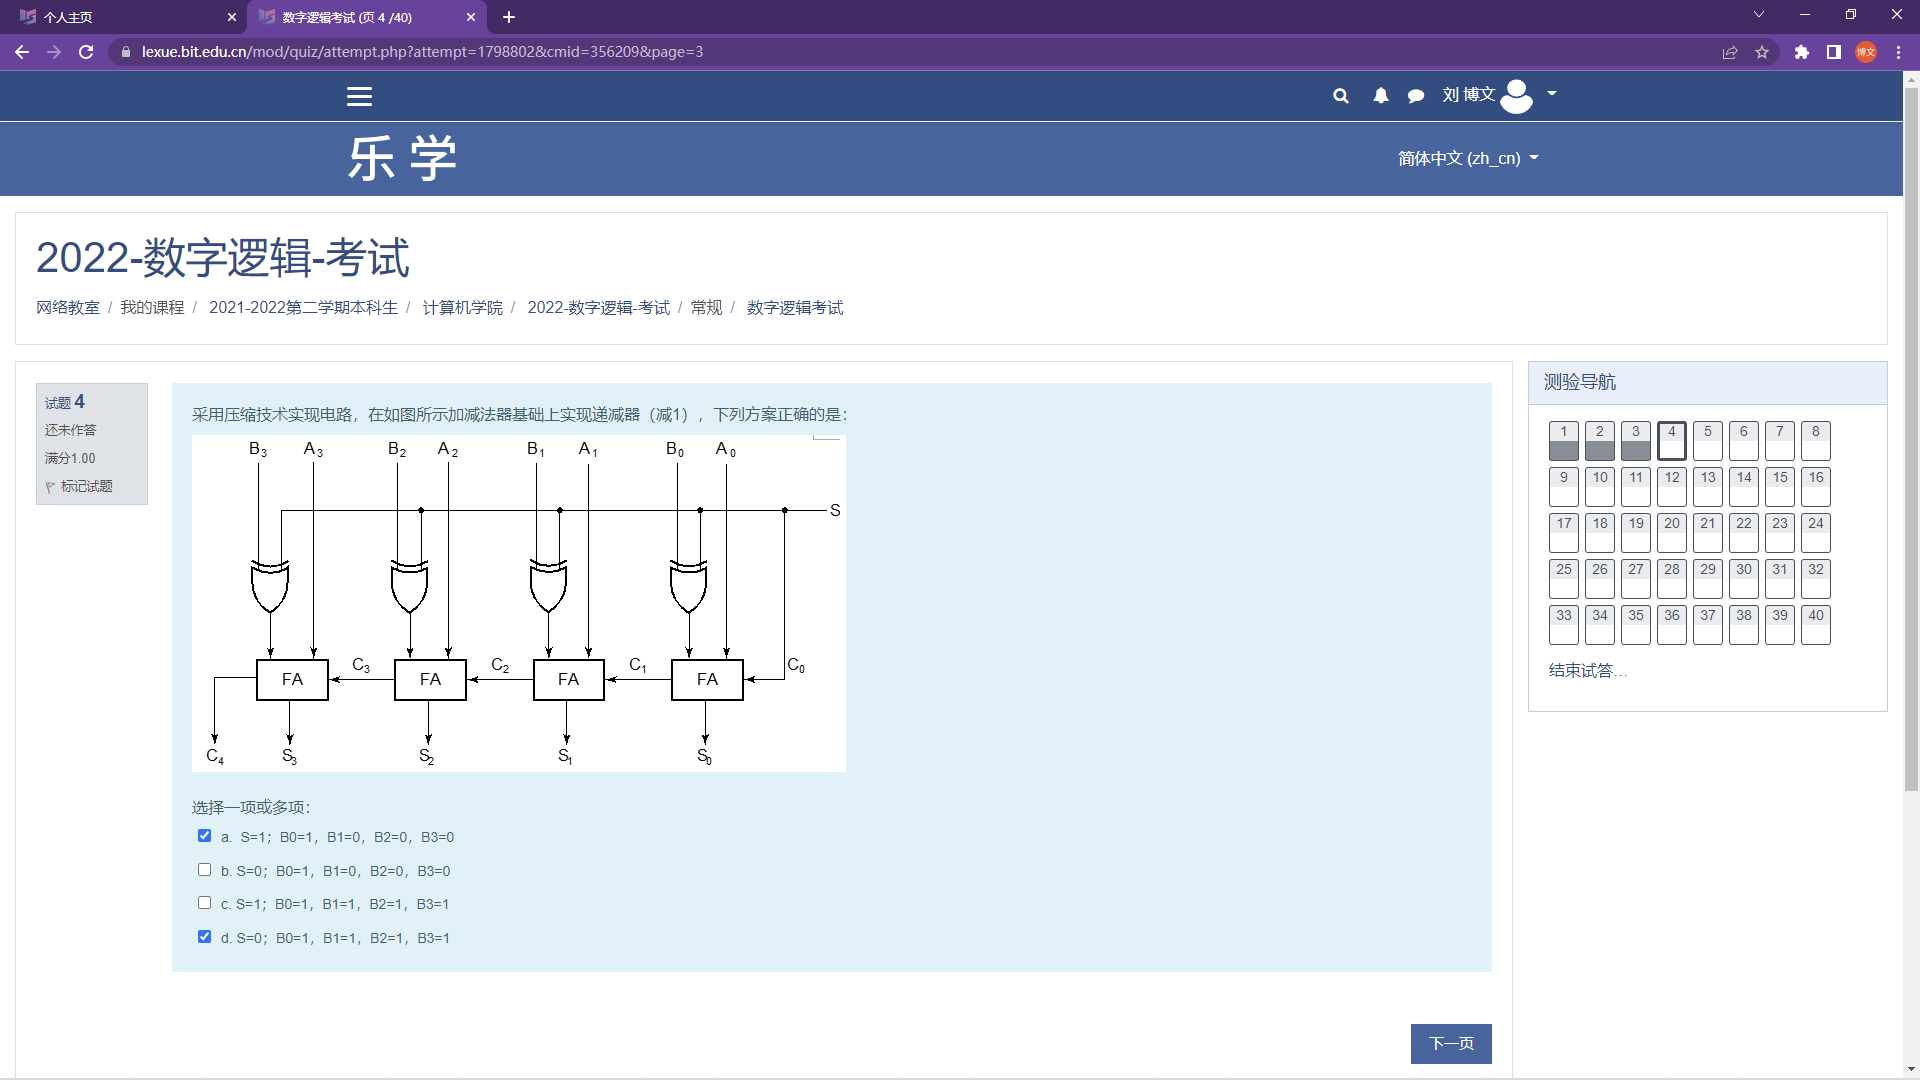 个人主页
数字逻辑考试 (页 4 /40)
lexue.bit.edu.cn/mod/quiz/attempt.php?attempt=1798802&cmid=356209&page=3
博文
刘 博文
乐 学
简体中文 (zh_cn)
2022-数字逻辑-考试
网络教室 / 我的课程 / 2021-2022第二学期本科生 / 计算机学院 / 2022-数字逻辑-考试 / 常规 / 数字逻辑考试
试题 4
还未作答
满分1.00
标记试题
采用压缩技术实现电路，在如图所示加减法器基础上实现递减器（减1），下列方案正确的是：
B3 A3 B2 A2 B1 A1 B0 A0
S
C3 C2 C1 C0
FA FA FA FA
C4 S3 S2 S1 S0
选择一项或多项：
a. S=1；B0=1，B1=0，B2=0，B3=0
b. S=0；B0=1，B1=0，B2=0，B3=0
c. S=1；B0=1，B1=1，B2=1，B3=1
d. S=0；B0=1，B1=1，B2=1，B3=1
下一页
测验导航
1 2 3 4 5 6 7 8
9 10 11 12 13 14 15 16
17 18 19 20 21 22 23 24
25 26 27 28 29 30 31 32
33 34 35 36 37 38 39 40
结束试答…